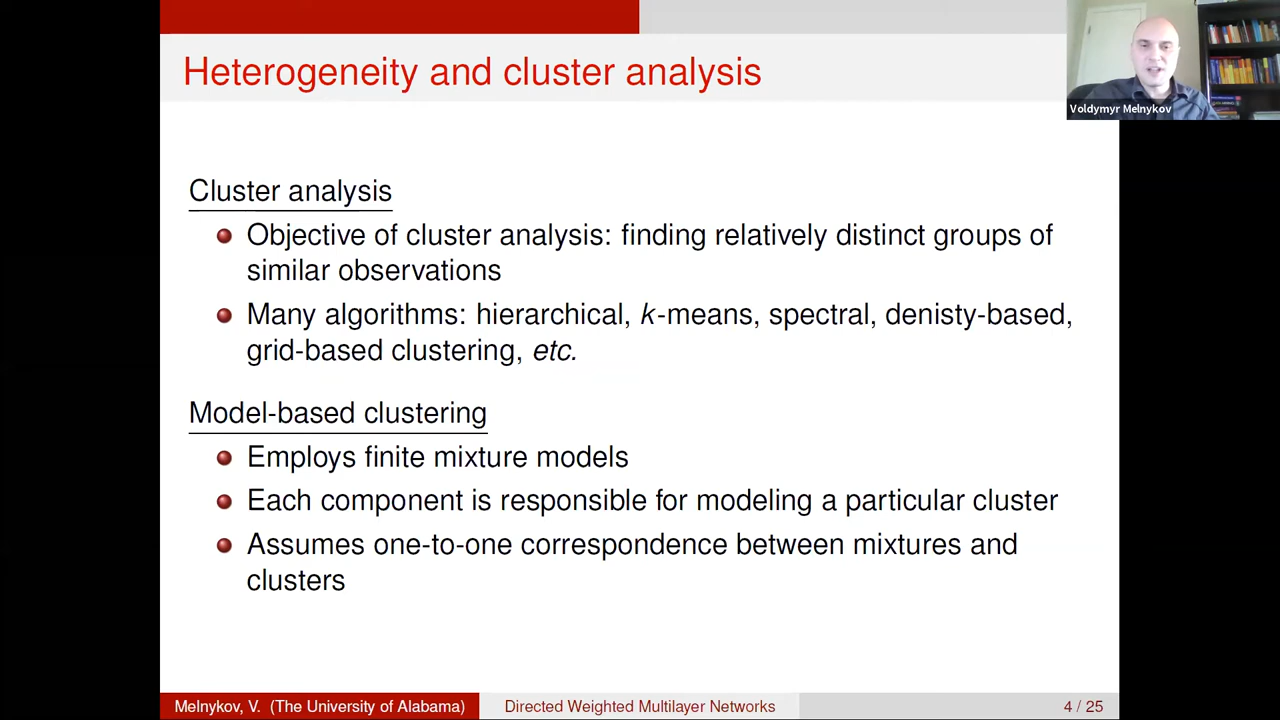 Heterogeneity and cluster analysis
Voldymyr Melnykov
Cluster analysis
Objective of cluster analysis: finding relatively distinct groups of
similar observations
Many algorithms: hierarchical, k-means, spectral, denisty-based,
grid-based clustering, etc.
Model-based clustering
Employs finite mixture models
Each component is responsible for modeling a particular cluster
Assumes one-to-one correspondence between mixtures and
clusters
Melnykov, V. (The University of Alabama)
Directed Weighted Multilayer Networks
4 / 25